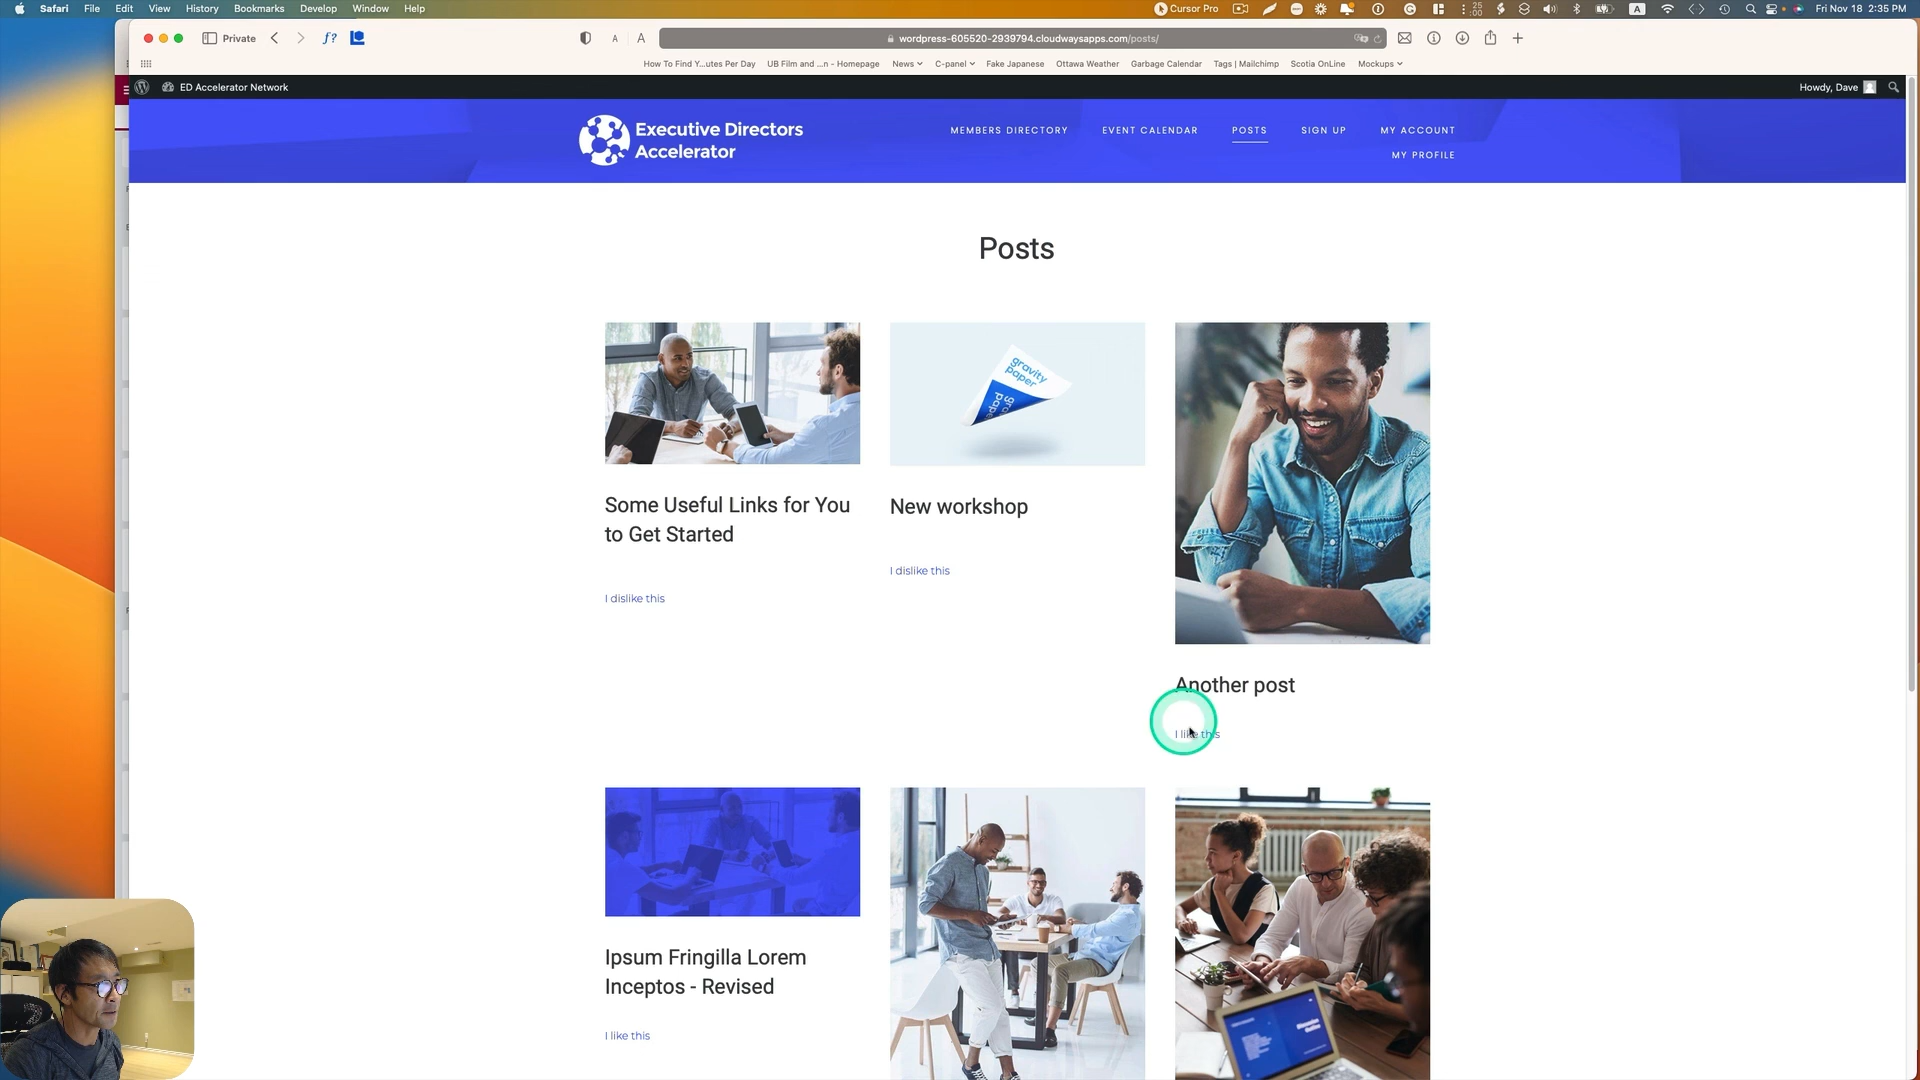 Safari File Edit View History Bookmarks Develop Window Help
Cursor Pro
25
:00
A
Fri Nov 18 2:35 PM
Private
f?
A A
wordpress-605520-2939794.cloudwaysapps.com/posts/
How To Find Y...utes Per Day UB Film and ...n - Homepage News C-panel Fake Japanese Ottawa Weather Garbage Calendar Tags | Mailchimp Scotia OnLine Mockups
ED Accelerator Network
Howdy, Dave
Executive Directors
Accelerator
MEMBERS DIRECTORY EVENT CALENDAR POSTS SIGN UP MY ACCOUNT
MY PROFILE
Posts
gravity
paper
Some Useful Links for You
to Get Started
I dislike this
New workshop
I dislike this
Another post
I like this
Ipsum Fringilla Lorem
Inceptos - Revised
I like this